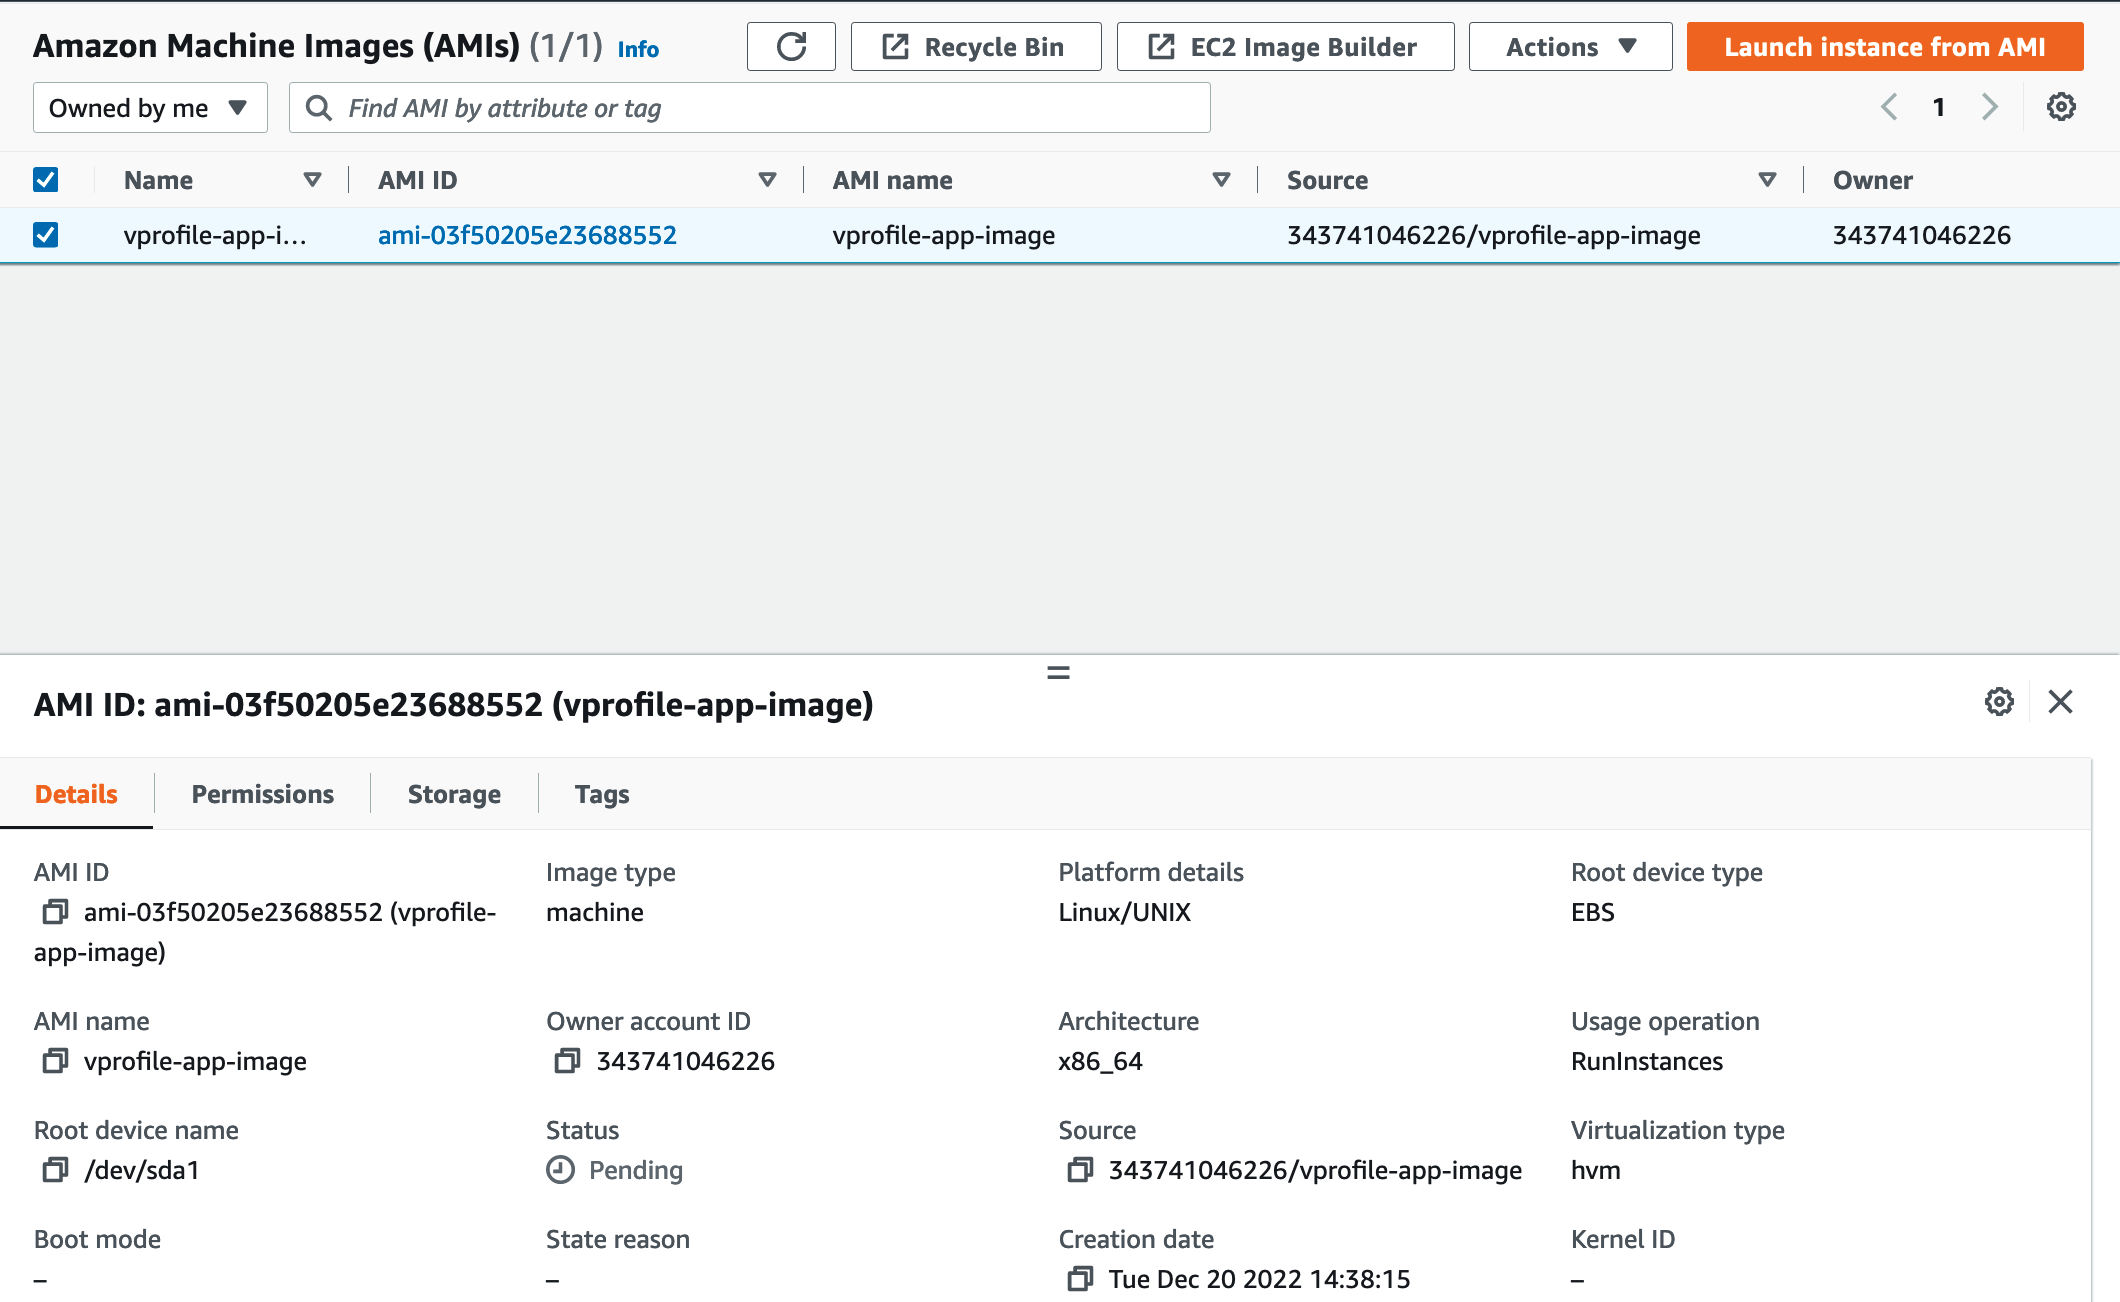 Amazon Machine Images (AMIs) (1/1) Info
Recycle Bin
EC2 Image Builder
Actions
Launch instance from AMI
Owned by me
Find AMI by attribute or tag
1
Name AMI ID AMI name Source Owner
vprofile-app-i... ami-03f50205e23688552 vprofile-app-image 343741046226/vprofile-app-image 343741046226
AMI ID: ami-03f50205e23688552 (vprofile-app-image)
Details Permissions Storage Tags
AMI ID
ami-03f50205e23688552 (vprofile-
app-image)
Image type
machine
Platform details
Linux/UNIX
Root device type
EBS
AMI name
vprofile-app-image
Owner account ID
343741046226
Architecture
x86_64
Usage operation
RunInstances
Root device name
/dev/sda1
Status
Pending
Source
343741046226/vprofile-app-image
Virtualization type
hvm
Boot mode
–
State reason
–
Creation date
Tue Dec 20 2022 14:38:15
Kernel ID
–